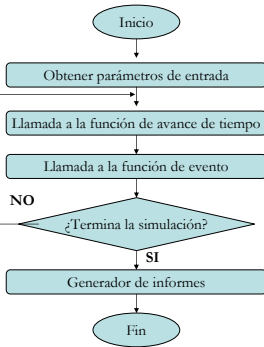 Inicio
Obtener parámetros de entrada
Llamada a la función de avance de tiempo
Llamada a la función de evento
NO
¿Termina la simulación?
SI
Generador de informes
Fin